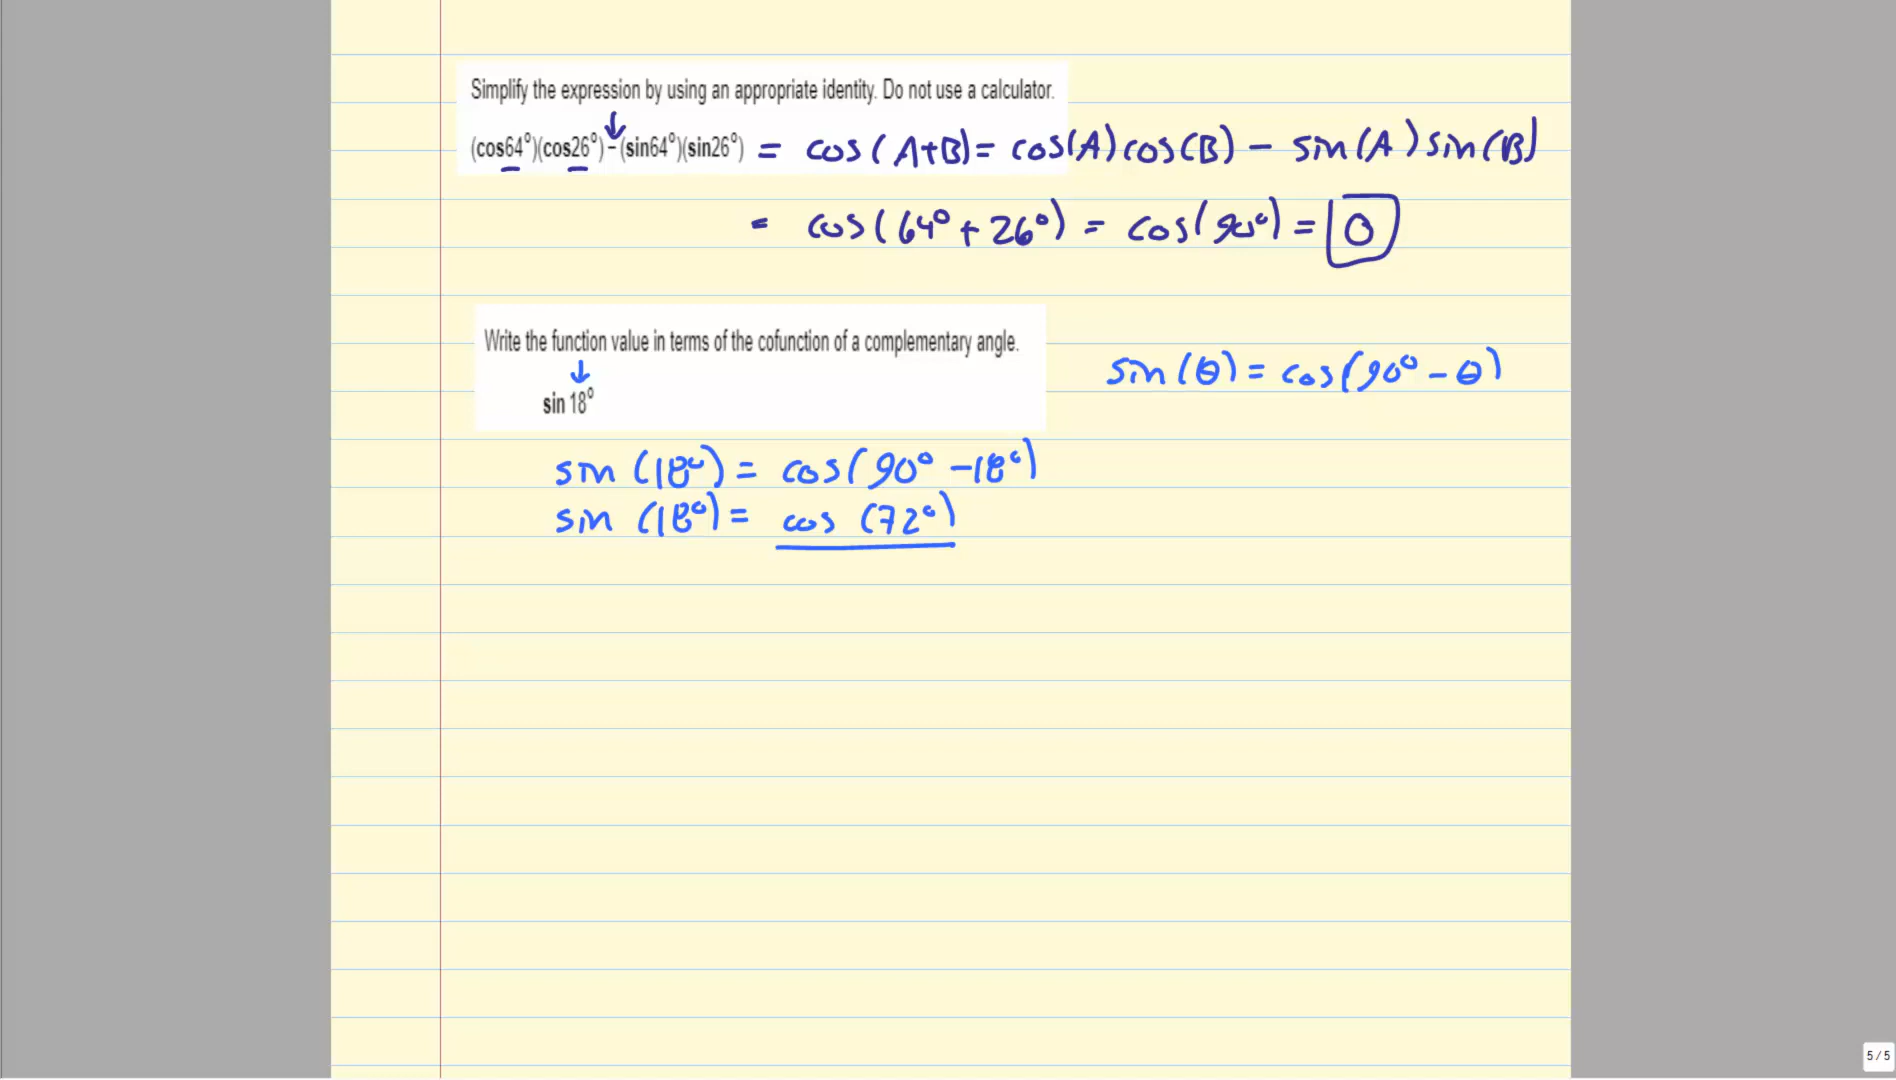 Simplify the expression by using an appropriate identity. Do not use a calculator.
(cos64°)(cos26°) - (sin64°)(sin26°) = cos(A+B) = cos(A)cos(B) - sin(A)sin(B)
= cos(64° + 26°) = cos(90°) = 0
Write the function value in terms of the cofunction of a complementary angle.
sin(θ) = cos(90° - θ)
sin 18°
sin (18°) = cos(90° - 18°)
sin (18°) = cos (72°)
5 / 5